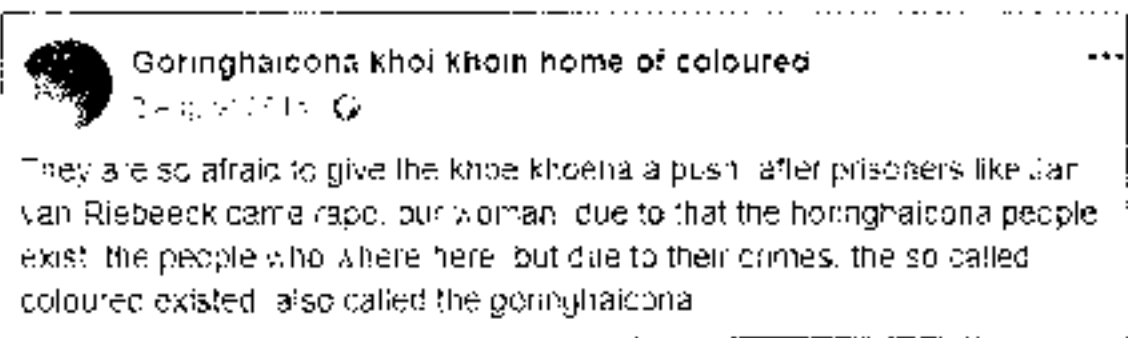 Goringhaicona khoi khoin home of coloured
They are so afraid to give the khoe khoena a push after prisoners like Jan
van Riebeeck came rape. our woman due to that the horinghaicona people
exist the people who where here but due to their crimes. the so called
coloured existed also called the goringhaicona